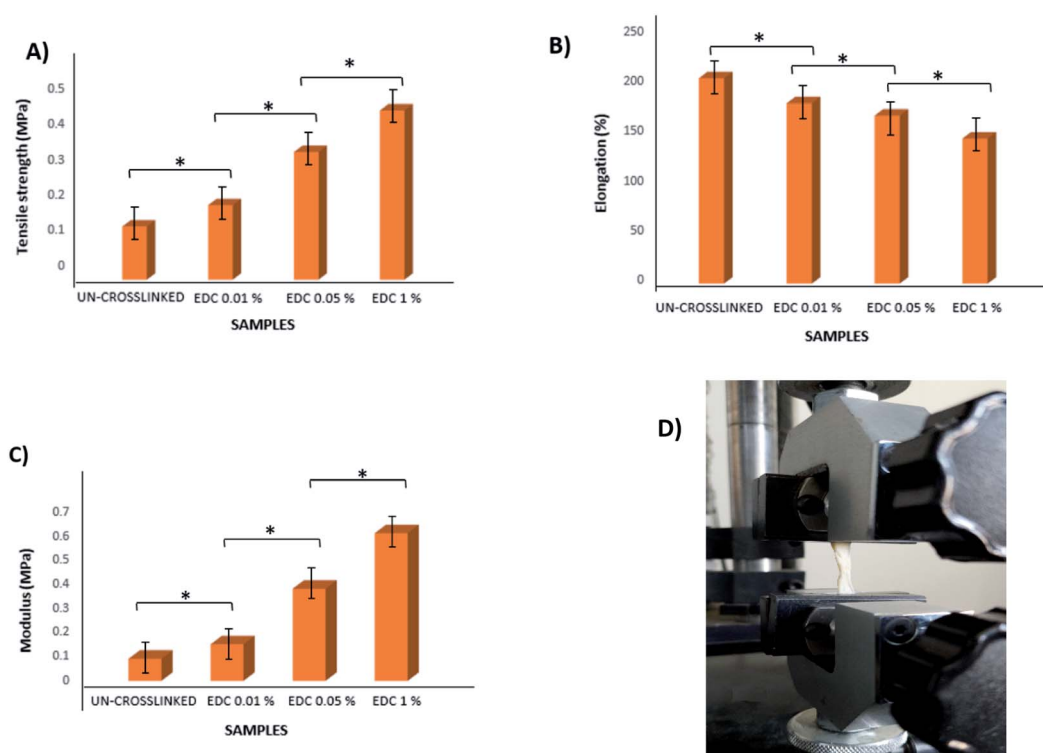 A)
*
*
*
Tensile strength (MPa)
0.5
0.4
0.3
0.2
0.1
0
UN-CROSSLINKED EDC 0.01 % EDC 0.05 % EDC 1 %
SAMPLES
B)
*
*
*
Elongation (%)
250
200
150
100
50
0
UN-CROSSLINKED EDC 0.01 % EDC 0.05 % EDC 1 %
SAMPLES
C)
*
*
*
Modulus (MPa)
0.7
0.6
0.5
0.4
0.3
0.2
0.1
0
UN-CROSSLINKED EDC 0.01 % EDC 0.05 % EDC 1 %
SAMPLES
D)